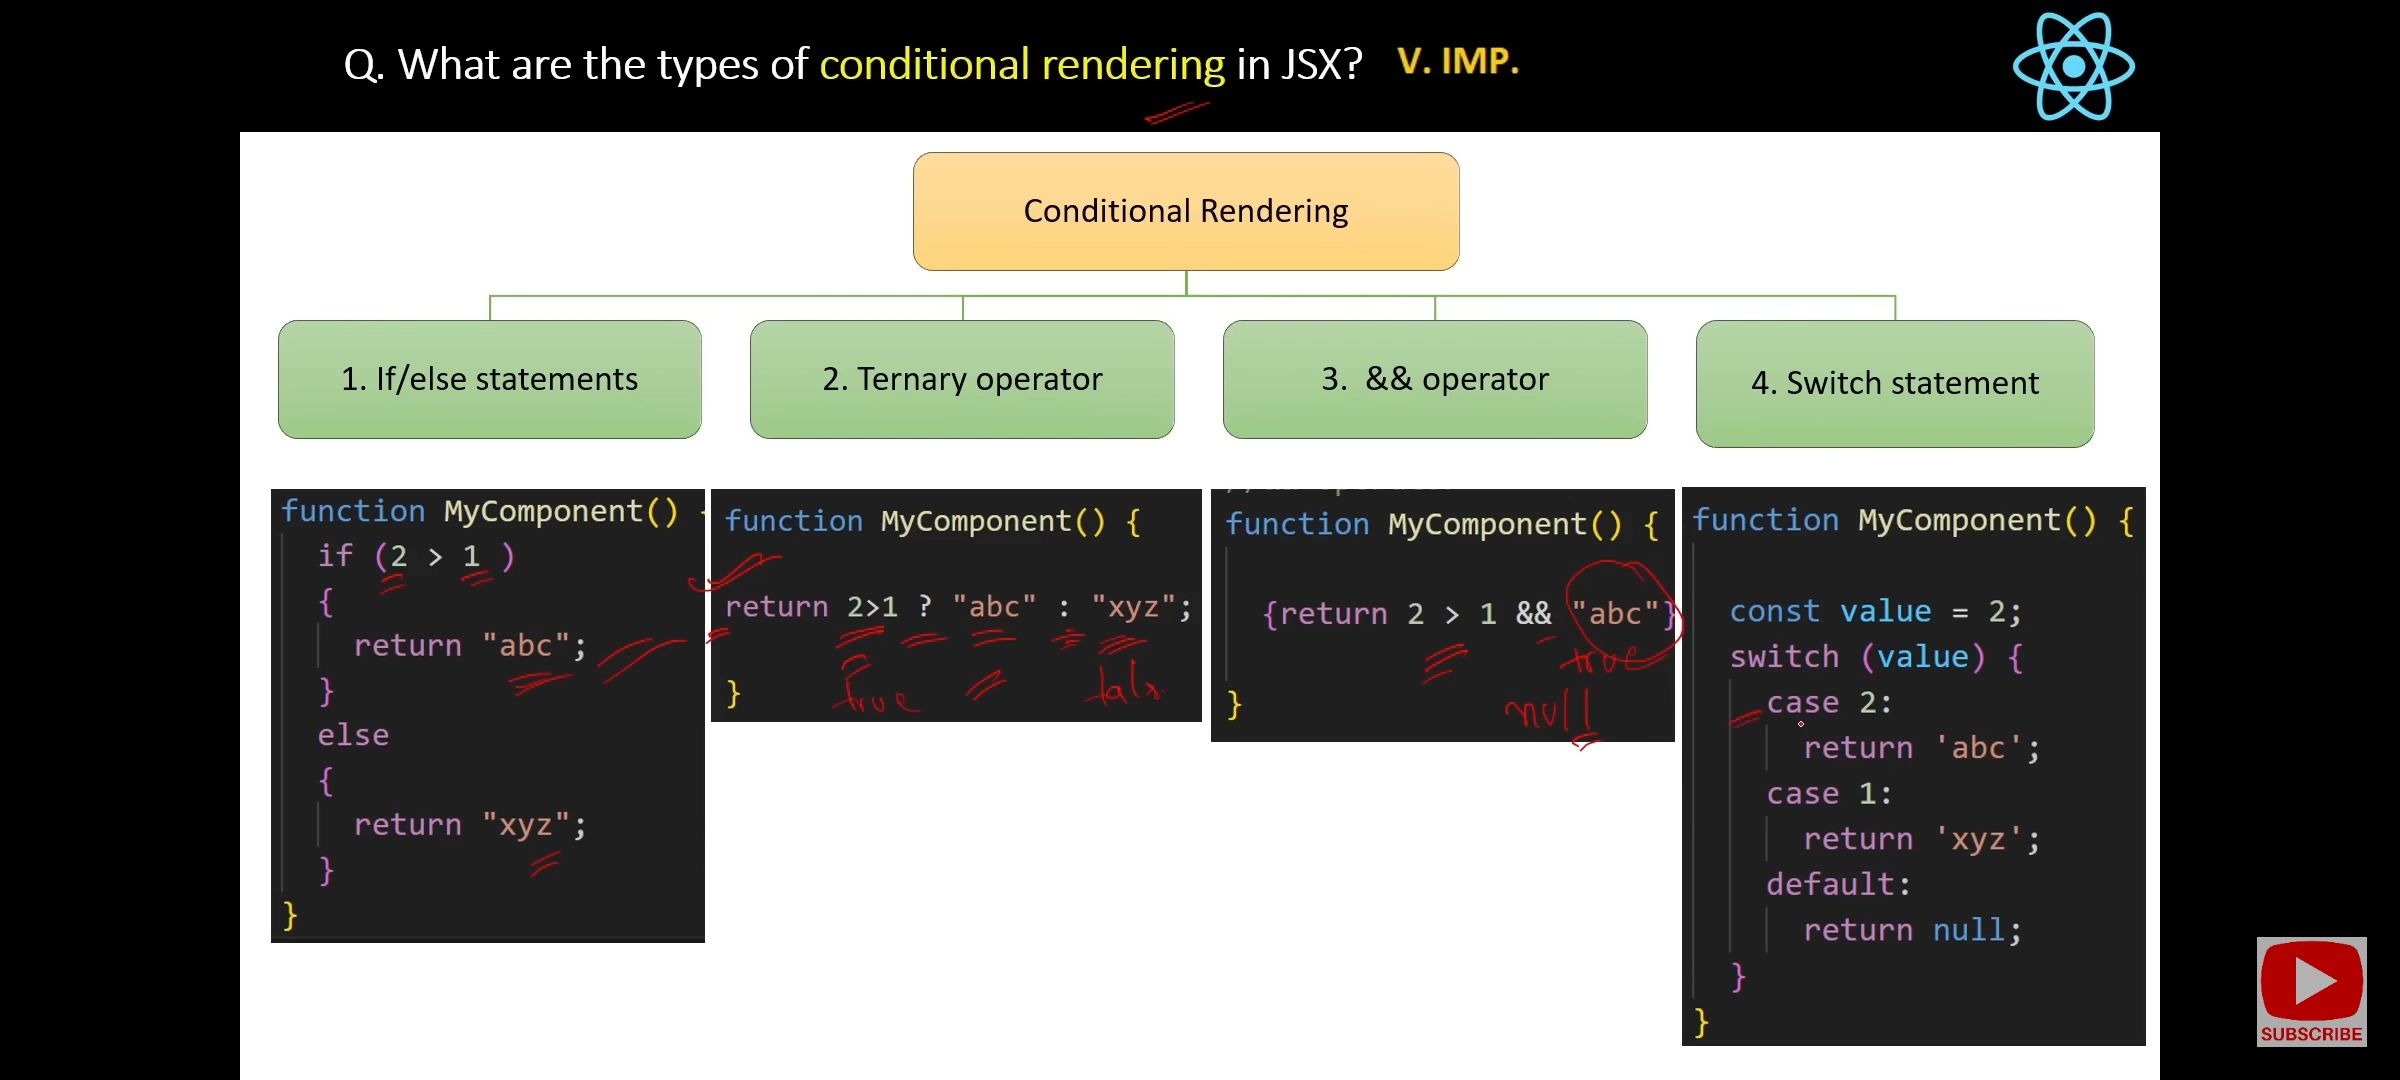 Q. What are the types of conditional rendering in JSX? V. IMP.
Conditional Rendering
1. If/else statements
2. Ternary operator
3. && operator
4. Switch statement
function MyComponent()
if (2 > 1 )
{
return "abc";
}
else
{
return "xyz";
}
}
function MyComponent() {
return 2>1 ? "abc" : "xyz";
true
}
function MyComponent() {
{return 2 > 1 && "abc"}
true
null
}
function MyComponent() {
const value = 2;
switch (value) {
case 2:
return 'abc';
case 1:
return 'xyz';
default:
return null;
}
}
SUBSCRIBE